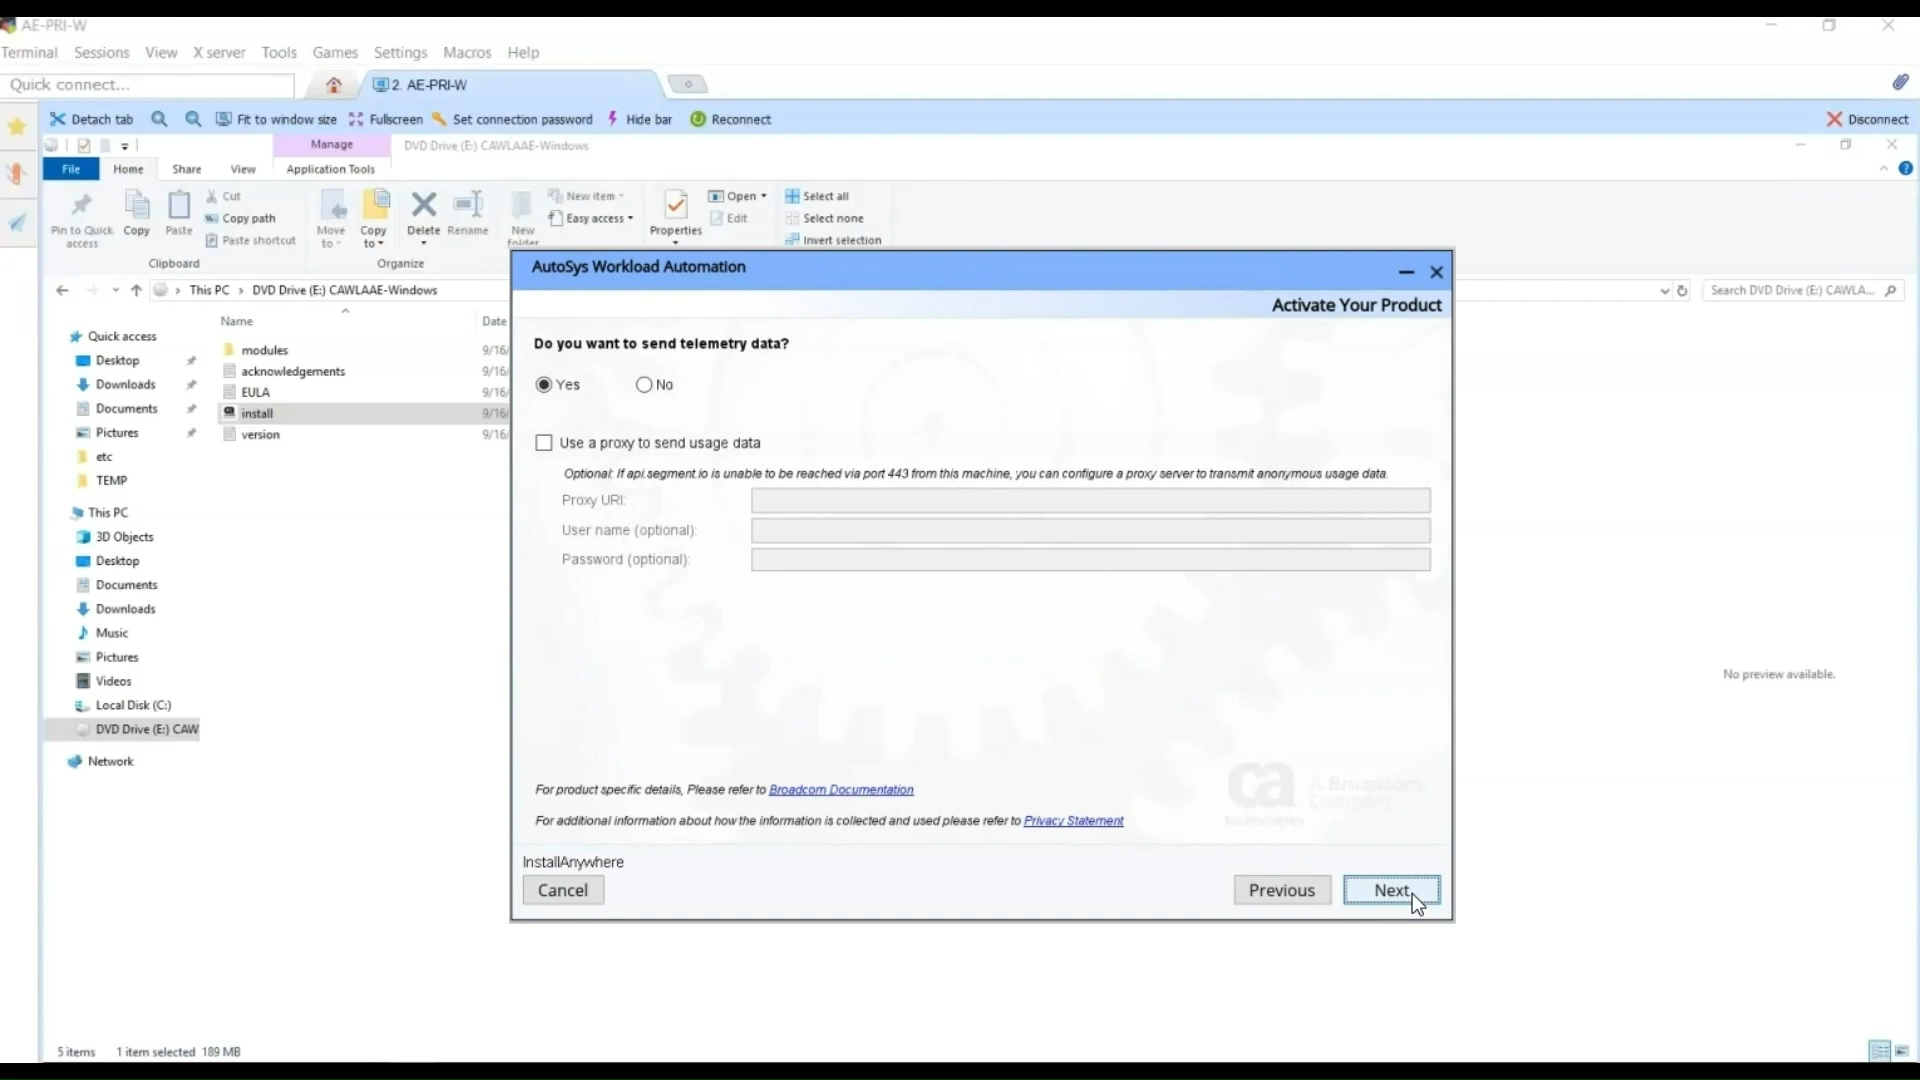 AE-PRI-W
Terminal Sessions View X server Tools Games Settings Macros Help
Quick connect...
2. AE-PRI-W
Detach tab Fit to window size Fullscreen Set connection password Hide bar Reconnect Disconnect
Manage DVD Drive (E:) CAWLAAE-Windows
File Home Share View Application Tools
Cut New item Open Select all
Copy path Easy access Edit Select none
Pin to Quick access Copy Paste Paste shortcut Move to Copy to Delete Rename New folder Properties Invert selection
Clipboard Organize
This PC DVD Drive (E:) CAWLAAE-Windows Search DVD Drive (E:) CAWLA...
Name Date
Quick access
Desktop
Downloads
Documents
Pictures
etc
TEMP
This PC
3D Objects
Desktop
Documents
Downloads
Music
Pictures
Videos
Local Disk (C:)
DVD Drive (E:) CAW
Network
modules 9/16/
acknowledgements 9/16/
EULA 9/16/
install 9/16/
version 9/16/
AutoSys Workload Automation
Activate Your Product
Do you want to send telemetry data?
Yes No
Use a proxy to send usage data
Optional: If api.segment.io is unable to be reached via port 443 from this machine, you can configure a proxy server to transmit anonymous usage data.
Proxy URI:
User name (optional):
Password (optional):
ca A Broadcom Company
technologies
For product specific details, Please refer to Broadcom Documentation
For additional information about how the information is collected and used please refer to Privacy Statement
InstallAnywhere
Cancel Previous Next
No preview available.
5 items 1 item selected 189 MB